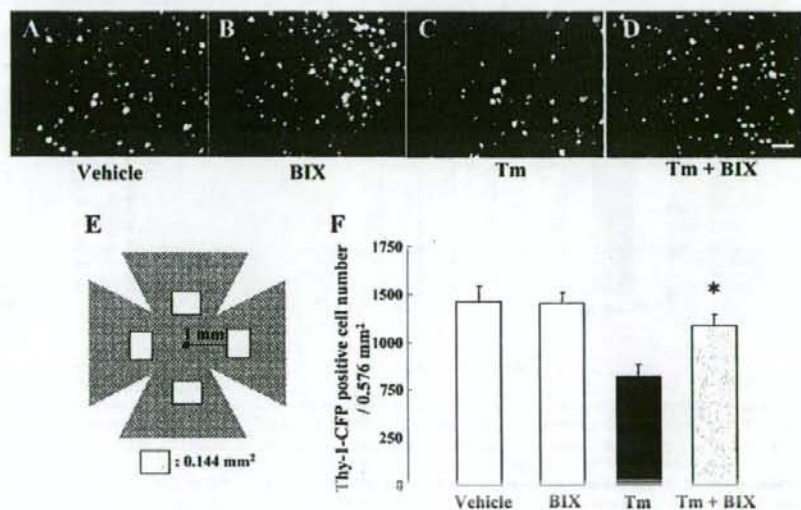 A B C D
Vehicle BIX Tm Tm + BIX
E
1 mm
: 0.144 mm²
F
Thy-1-CFP positive cell number
/ 0.576 mm²
1750
1500
1000
750
250
0
*
Vehicle BIX Tm Tm + BIX